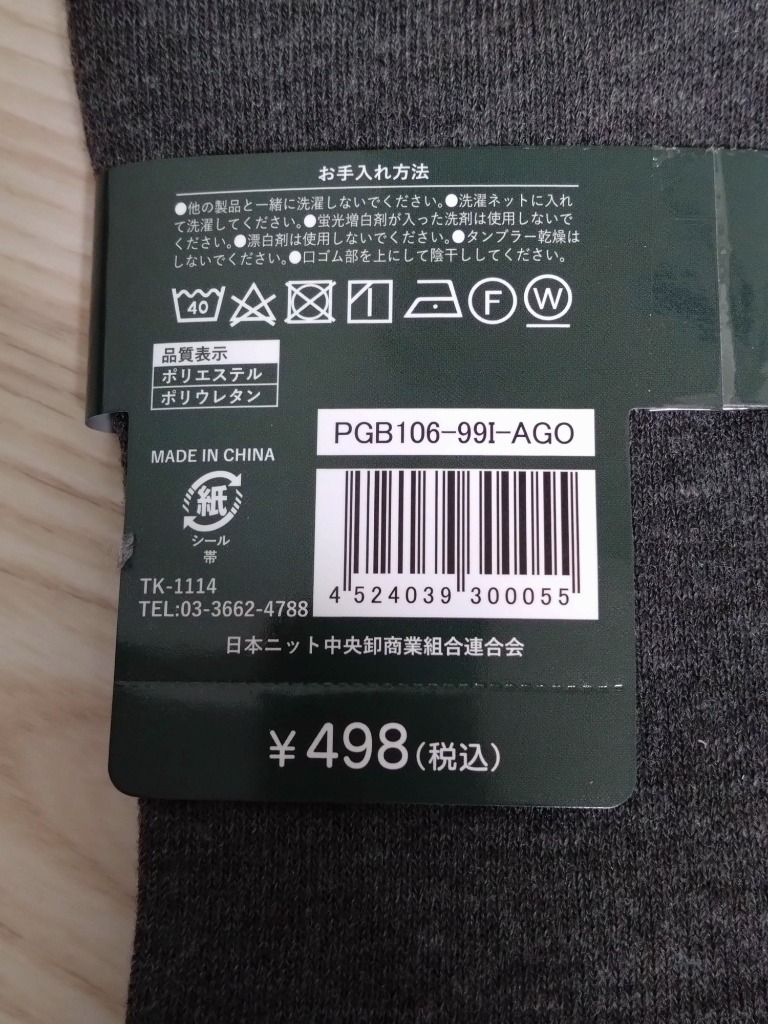 お手入れ方法
●他の製品と一緒に洗濯しないでください。●洗濯ネットに入れ
て洗濯してください。●蛍光増白剤が入った洗剤は使用しないで
ください。●漂白剤は使用しないでください。●タンブラー乾燥は
しないでください。●口ゴム部を上にして陰干ししてください。
40 F W
品質表示
ポリエステル
ポリウレタン
PGB106-99I-AGO
MADE IN CHINA
紙
シール
帯
4 524039 300055
TK-1114
TEL:03-3662-4788
日本ニット中央卸商業組合連合会
¥498(税込)